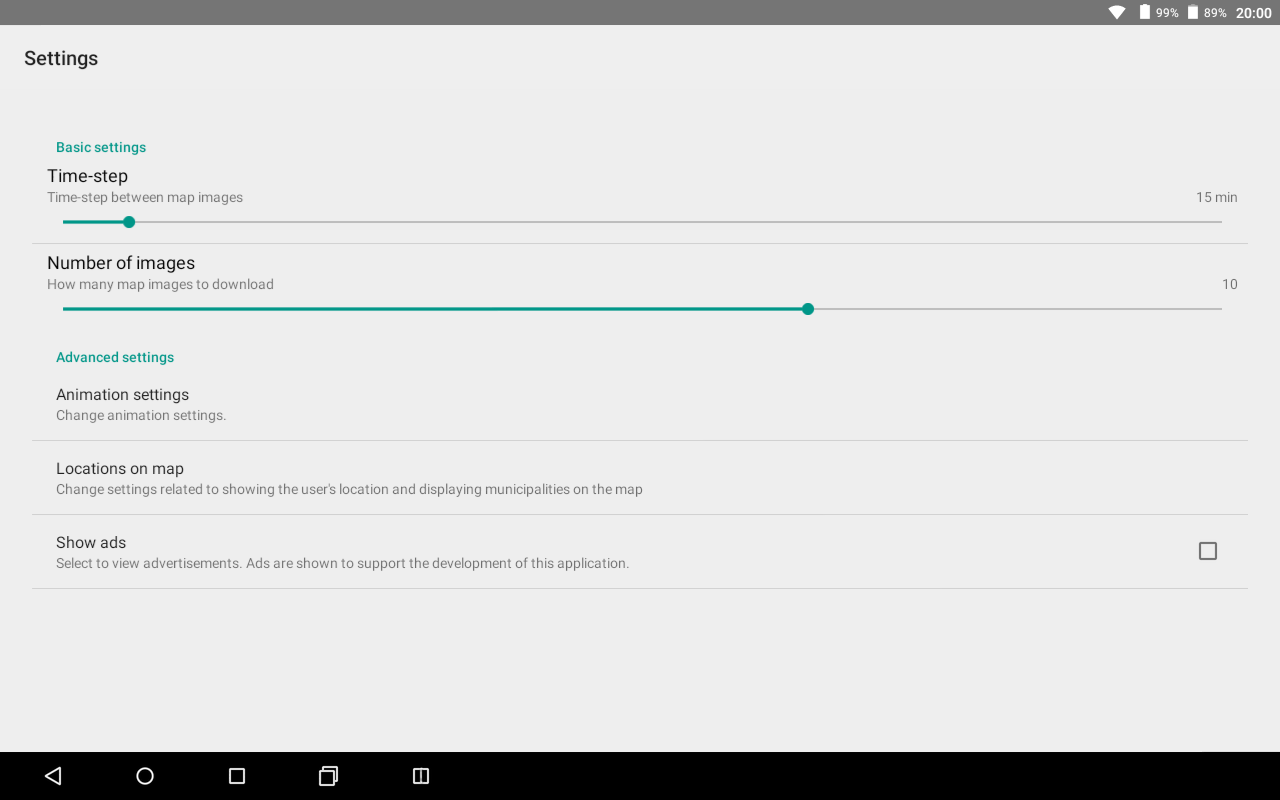 99% 89% 20:00
Settings
Basic settings
Time-step
Time-step between map images 15 min
Number of images
How many map images to download 10
Advanced settings
Animation settings
Change animation settings.
Locations on map
Change settings related to showing the user's location and displaying municipalities on the map
Show ads
Select to view advertisements. Ads are shown to support the development of this application.